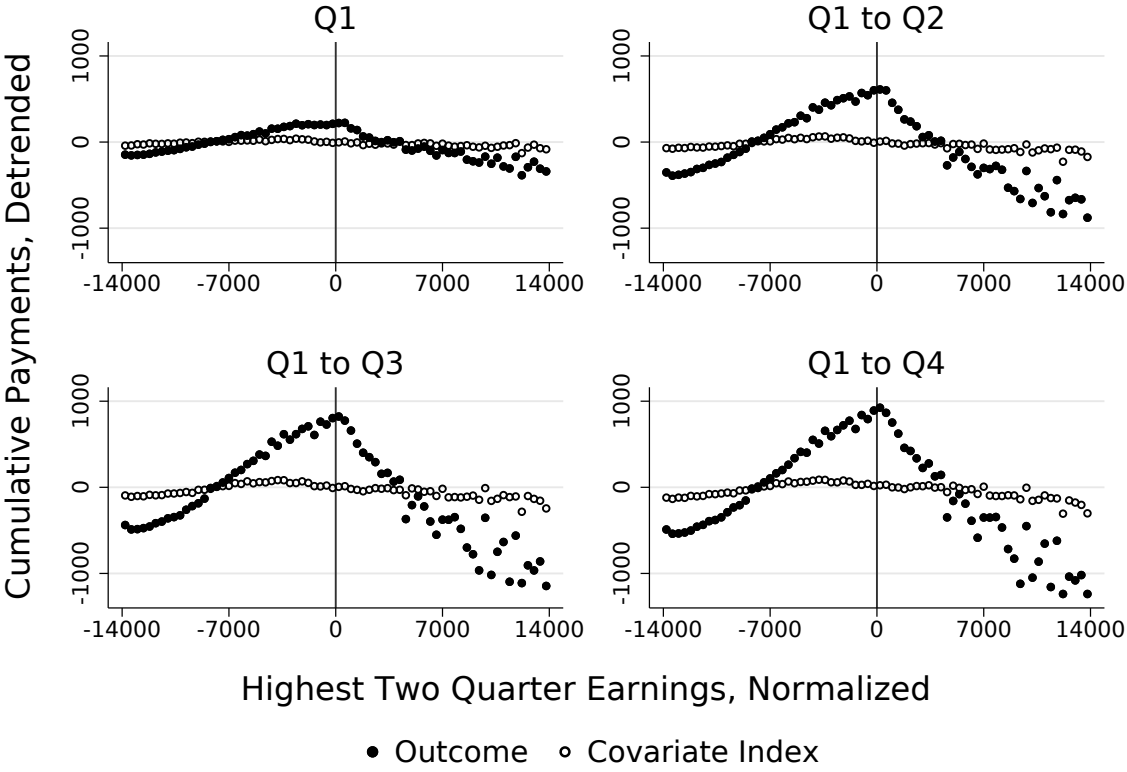 Cumulative Payments, Detrended
Q1
1000
0
-1000
-14000 -7000 0 7000 14000
Q1 to Q2
1000
0
-1000
-14000 -7000 0 7000 14000
Q1 to Q3
1000
0
-1000
-14000 -7000 0 7000 14000
Q1 to Q4
1000
0
-1000
-14000 -7000 0 7000 14000
Highest Two Quarter Earnings, Normalized
Outcome Covariate Index